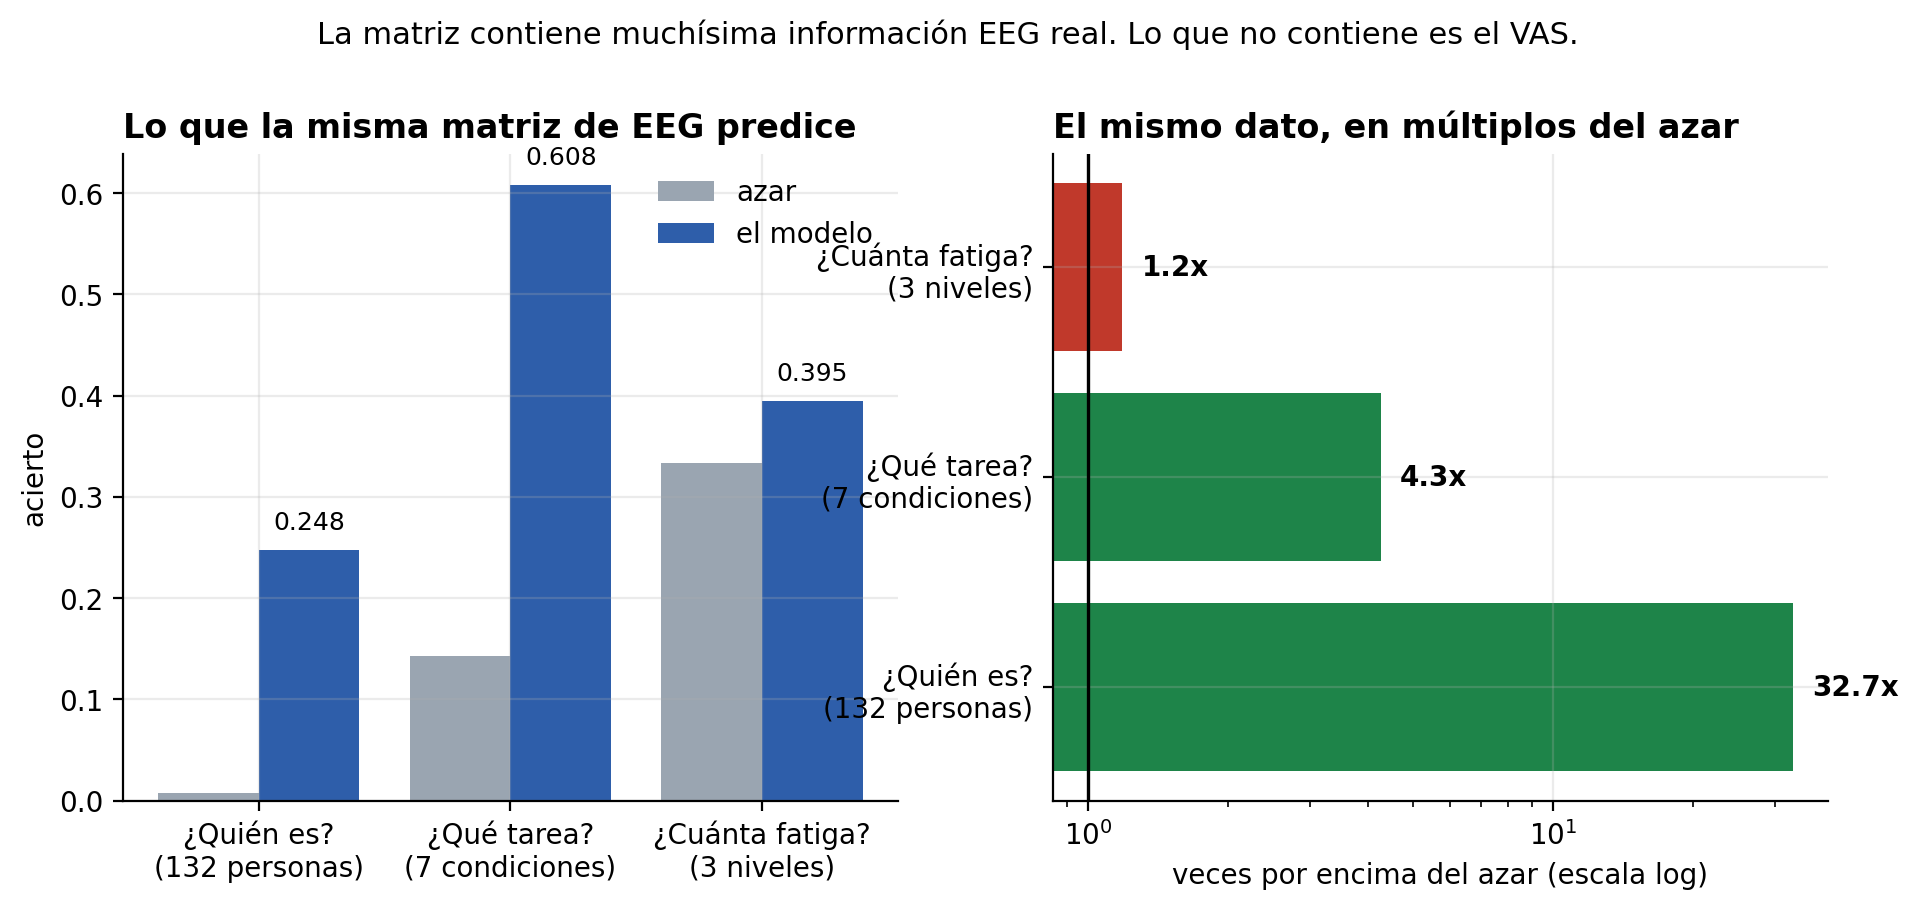 La matriz contiene muchísima información EEG real. Lo que no contiene es el VAS.
Lo que la misma matriz de EEG predice
acierto
0.6
0.5
0.4
0.3
0.2
0.1
0.0
0.248
0.608
0.395
azar
el modelo
¿Quién es?
(132 personas)
¿Qué tarea?
(7 condiciones)
¿Cuánta fatiga?
(3 niveles)
El mismo dato, en múltiplos del azar
¿Cuánta fatiga?
(3 niveles)
1.2x
¿Qué tarea?
(7 condiciones)
4.3x
¿Quién es?
(132 personas)
32.7x
10⁰
10¹
veces por encima del azar (escala log)